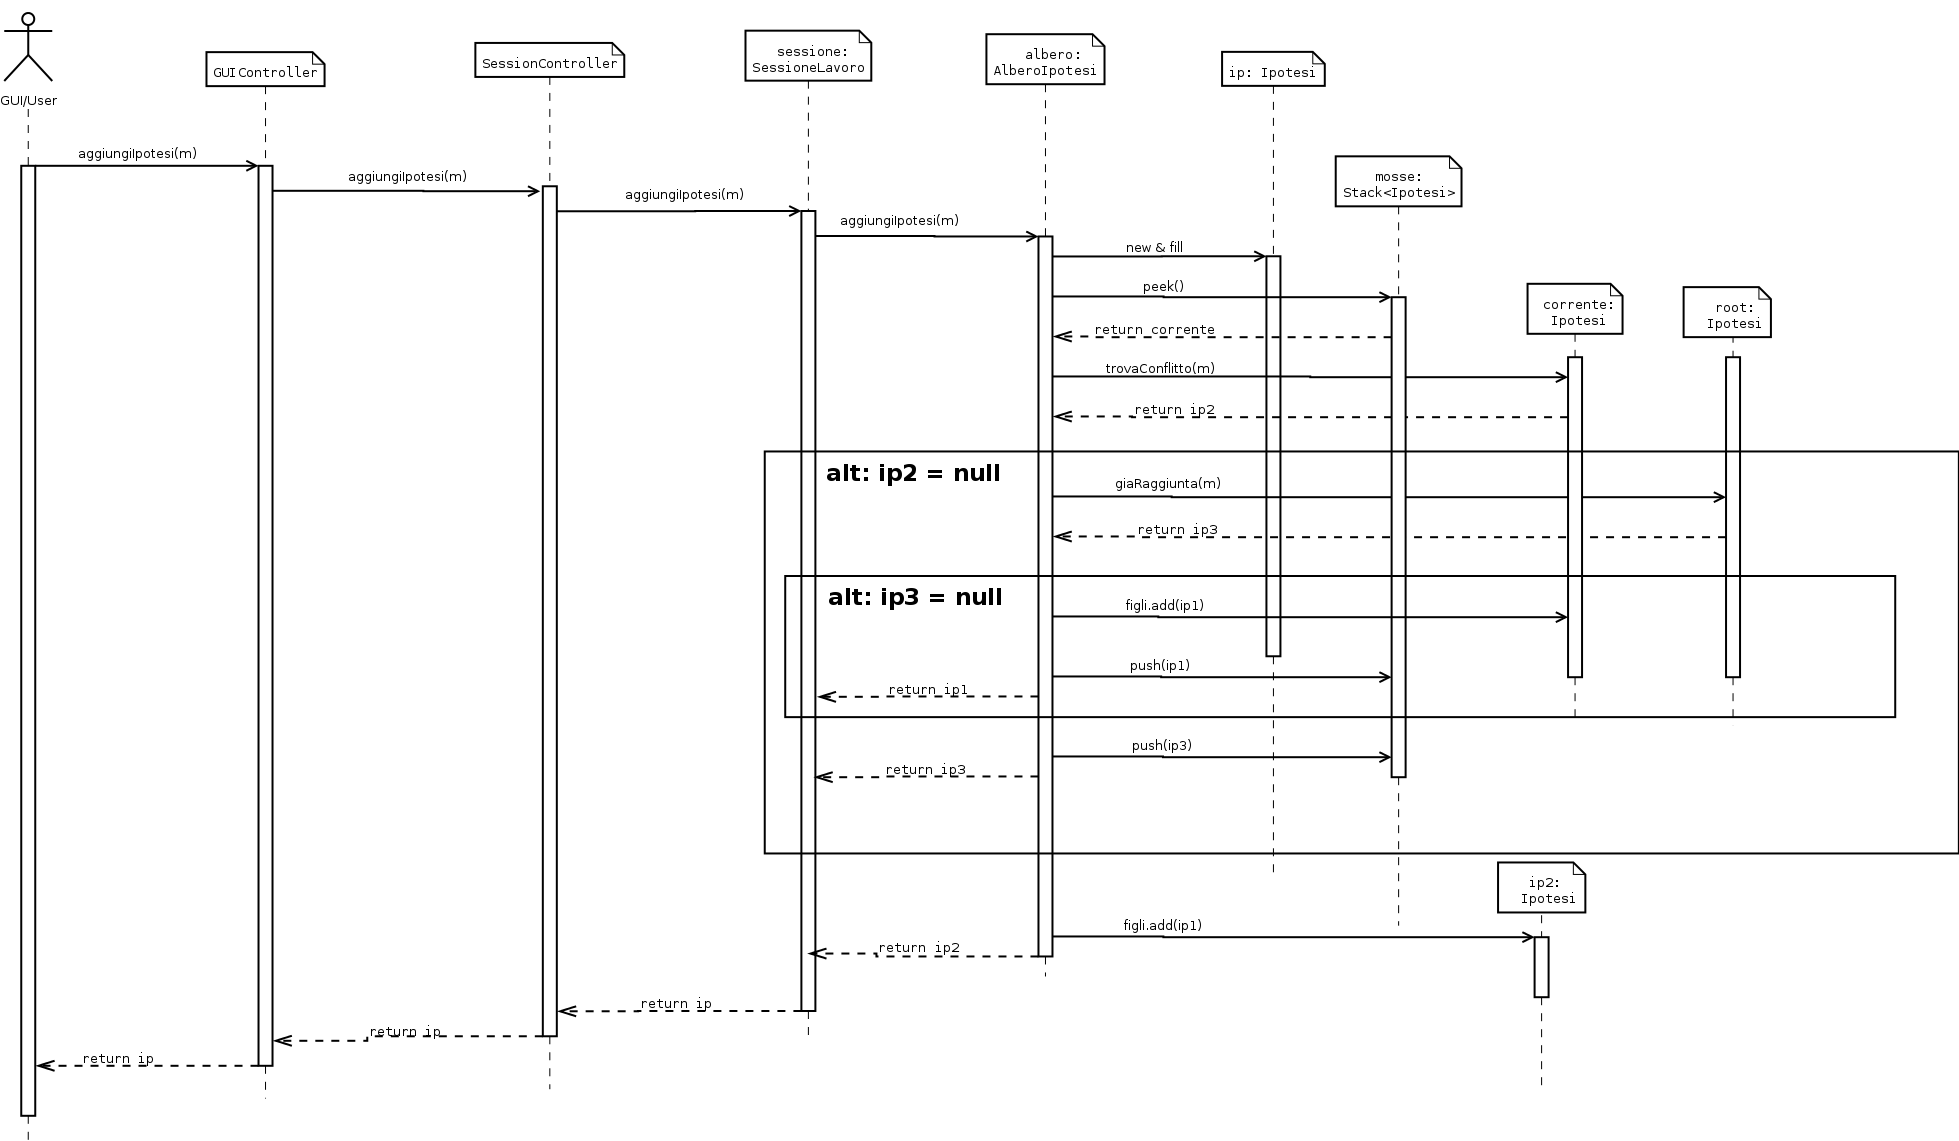 GUI/User
GUIController
SessionController
sessione:
SessioneLavoro
albero:
AlberoIpotesi
ip: Ipotesi
mosse:
Stack<Ipotesi>
corrente:
Ipotesi
root:
Ipotesi
aggiungiIpotesi(m)
aggiungiIpotesi(m)
aggiungiIpotesi(m)
aggiungiIpotesi(m)
new & fill
peek()
return corrente
trovaConflitto(m)
return ip2
alt: ip2 = null
giaRaggiunta(m)
return ip3
alt: ip3 = null
figli.add(ip1)
push(ip1)
return ip1
push(ip3)
return ip3
ip2:
Ipotesi
figli.add(ip1)
return ip2
return ip
return ip
return ip